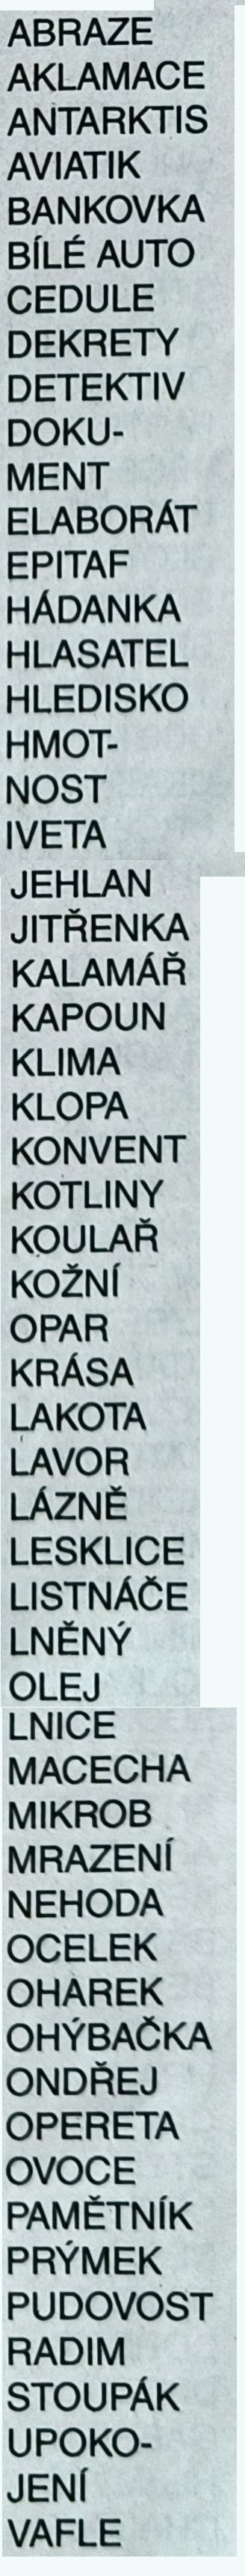 ABRAZE
AKLAMACE
ANTARKTIS
AVIATIK
BANKOVKA
BÍLÉ AUTO
CEDULE
DEKRETY
DETEKTIV
DOKU-
MENT
ELABORÁT
EPITAF
HÁDANKA
HLASATEL
HLEDISKO
HMOT-
NOST
IVETA
JEHLAN
JITŘENKA
KALAMÁŘ
KAPOUN
KLIMA
KLOPA
KONVENT
KOTLINY
KOULAŘ
KOŽNÍ
OPAR
KRÁSA
LAKOTA
LAVOR
LÁZNĚ
LESKLICE
LISTNÁČE
LNĚNÝ
OLEJ
LNICE
MACECHA
MIKROB
MRAZENÍ
NEHODA
OCELEK
OHAREK
OHÝBAČKA
ONDŘEJ
OPERETA
OVOCE
PAMĚTNÍK
PRÝMEK
PUDOVOST
RADIM
STOUPÁK
UPOKO-
JENÍ
VAFLE